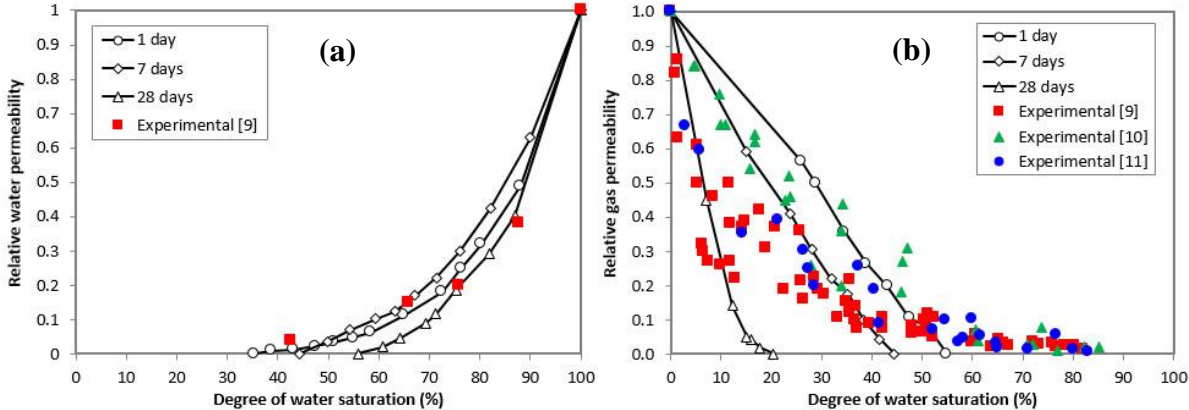 (a)
1 day
7 days
28 days
Experimental [9]
1
0.9
0.8
0.7
0.6
0.5
0.4
0.3
0.2
0.1
0
Relative water permeability
0 10 20 30 40 50 60 70 80 90 100
Degree of water saturation (%)
(b)
1 day
7 days
28 days
Experimental [9]
Experimental [10]
Experimental [11]
1.0
0.9
0.8
0.7
0.6
0.5
0.4
0.3
0.2
0.1
0.0
Relative gas permeability
0 10 20 30 40 50 60 70 80 90 100
Degree of water saturation (%)